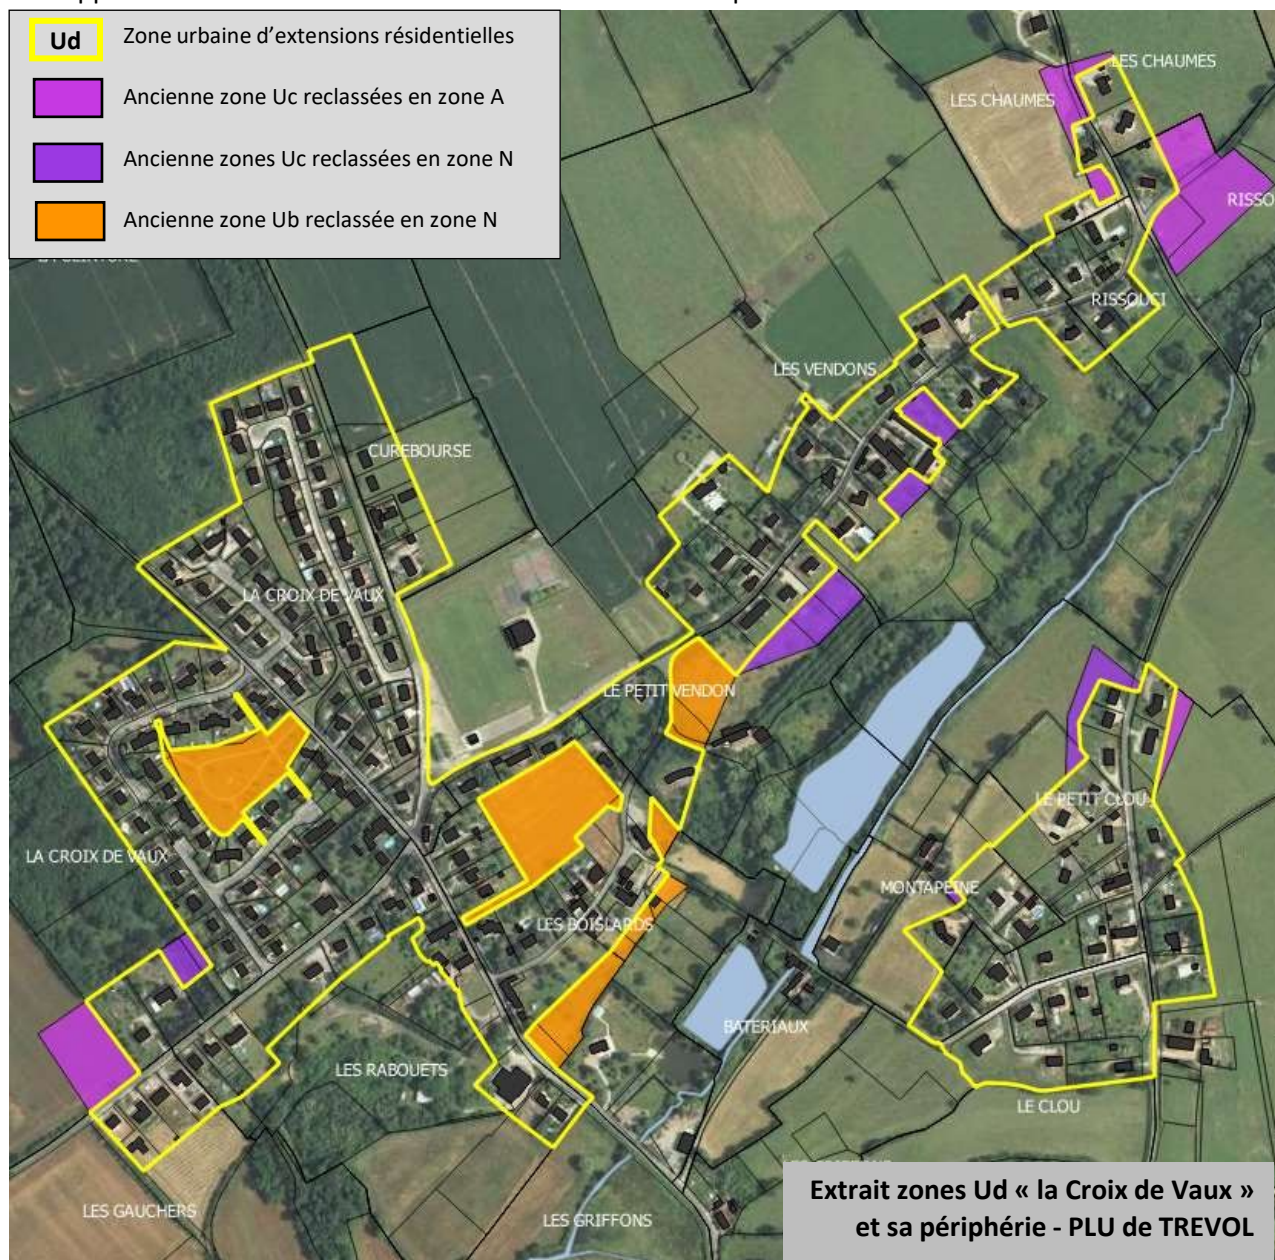 Ud
Zone urbaine d'extensions résidentielles
Ancienne zone Uc reclassées en zone A
Ancienne zones Uc reclassées en zone N
Ancienne zone Ub reclassée en zone N
LES CHAUMES
LES CHAUMES
RISSO
RISSOUCI
LES VENDONS
CUREBOURSE
LA CROIX DE VAUX
LE PETIT VENDON
LE PETIT CLOU
LA CROIX DE VAUX
MONTAPEINE
LES BOISLARDS
BATERIAUX
LES RABOUETS
LE CLOU
LES GAUCHERS
LES GRIFFONS
Extrait zones Ud « la Croix de Vaux »
et sa périphérie - PLU de TREVOL